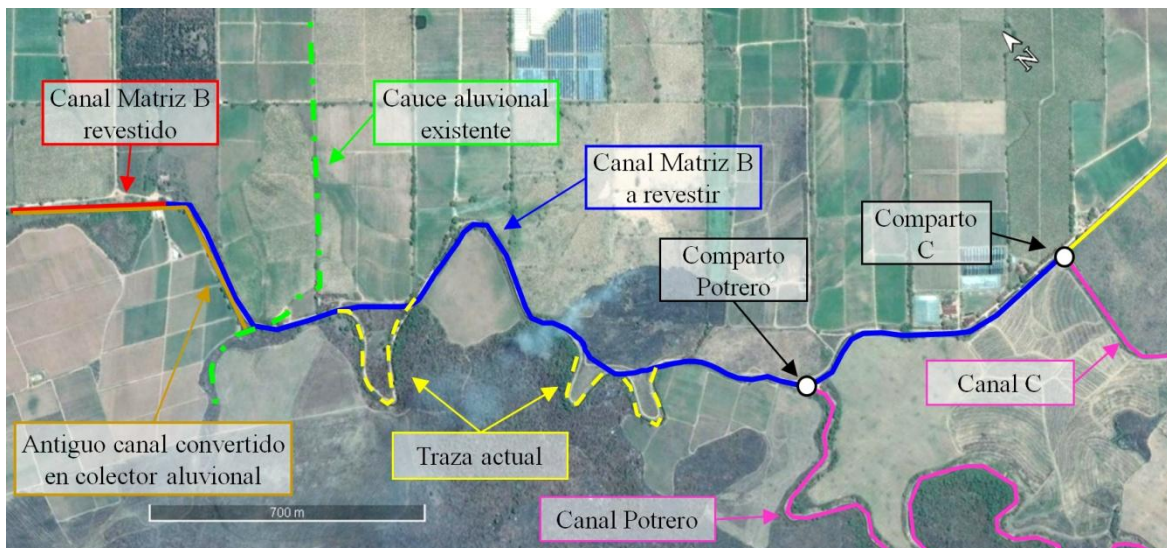 Canal Matriz B
revestido
Cauce aluvional
existente
N
Canal Matriz B
a revestir
Comparto
C
Comparto
Potrero
Canal C
Antiguo canal convertido
en colector aluvional
Traza actual
700 m
Canal Potrero